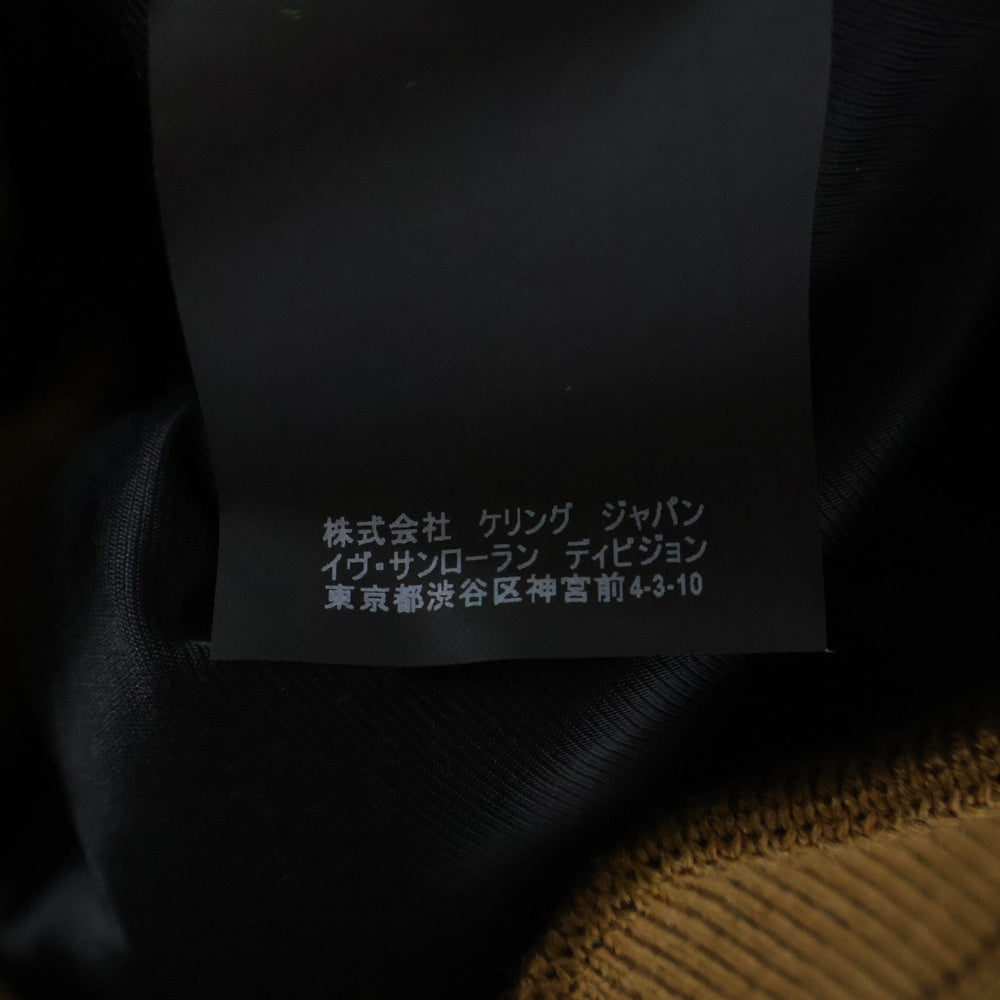 株式会社 ケリング ジャパン
イヴ・サンローラン ディビジョン
東京都渋谷区神宮前4-3-10